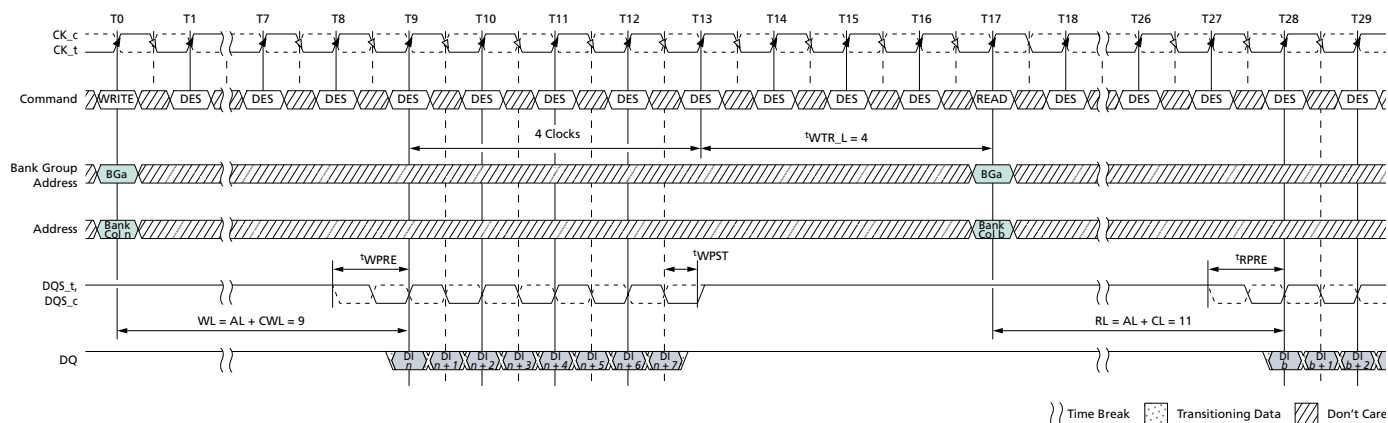 T0 T1 T7 T8 T9 T10 T11 T12 T13 T14 T15 T16 T17 T18 T26 T27 T28 T29
CK_c
CK_t
Command WRITE DES DES DES DES DES DES DES DES DES DES DES READ DES DES DES DES DES
4 Clocks tWTR_L = 4
Bank Group
Address BGa BGa
Address Bank
Col n Bank
Col b
tWPRE tWPST tRPRE
DQS_t,
DQS_c
WL = AL + CWL = 9 RL = AL + CL = 11
DQ DI
n DI
n + 1 DI
n + 2 DI
n + 3 DI
n + 4 DI
n + 5 DI
n + 6 DI
n + 7 DI
b DI
b + 1 DI
b + 2
Time Break Transitioning Data Don't Care